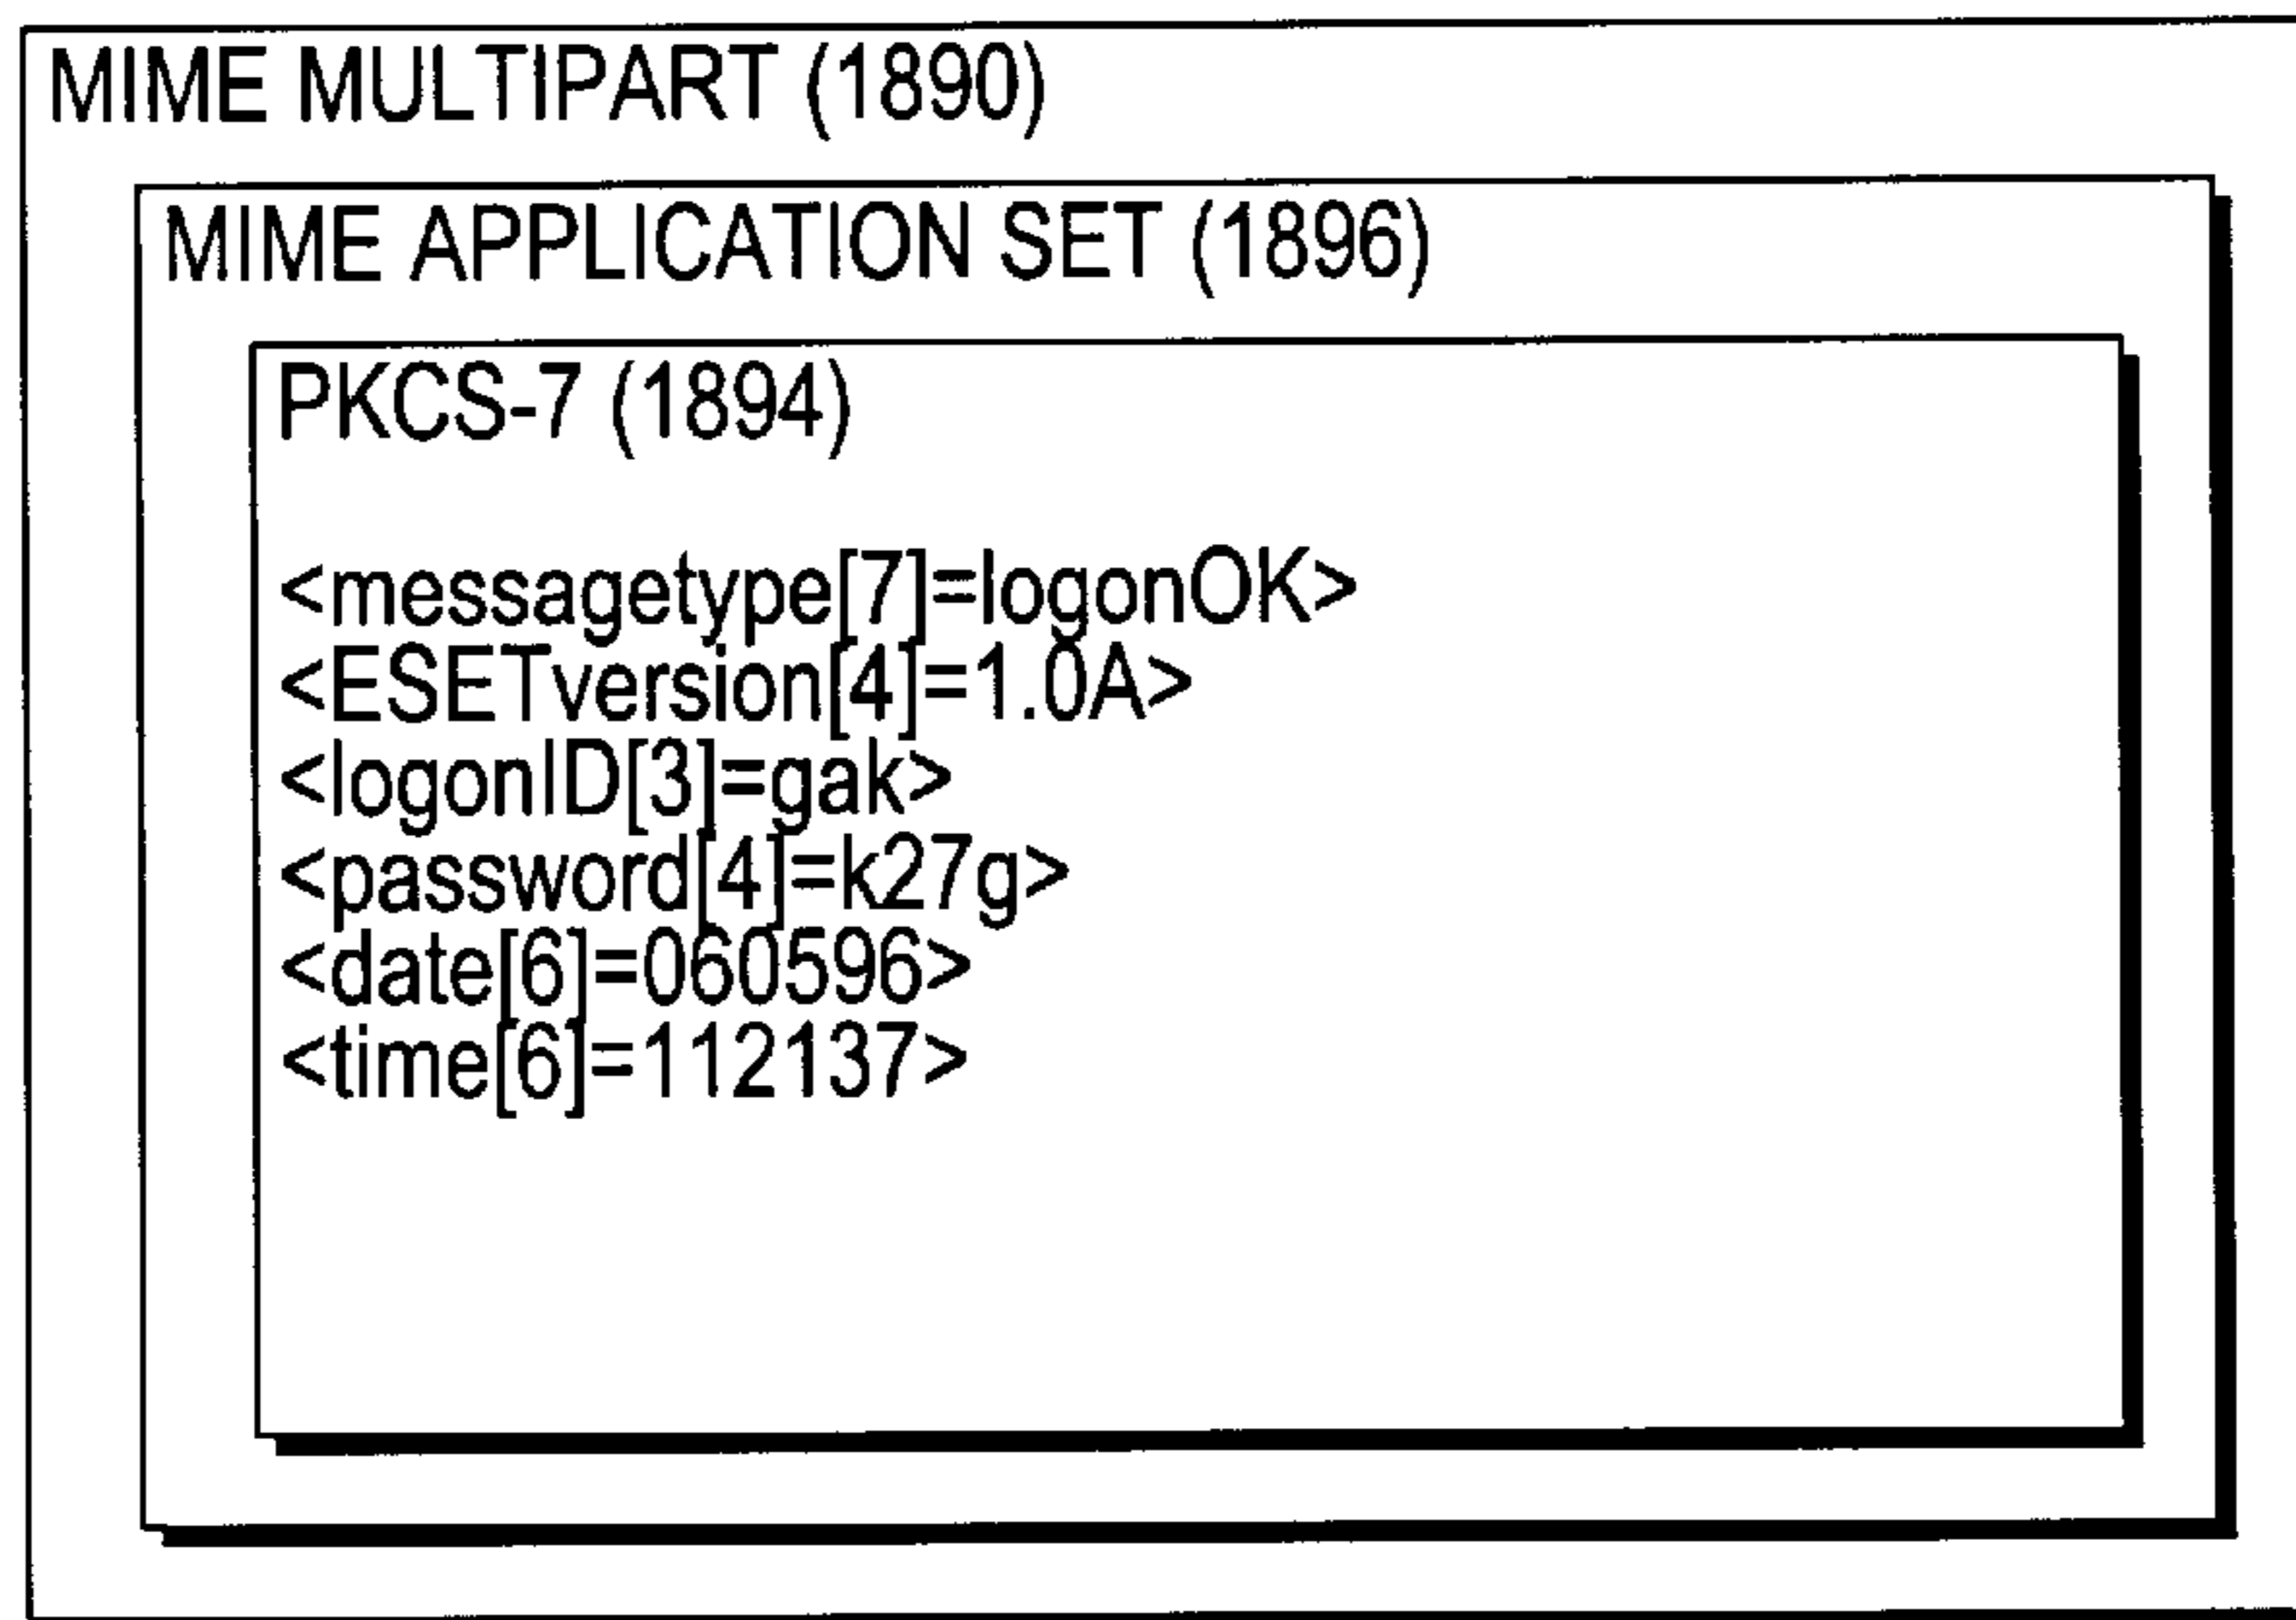 MIME MULTIPART (1890)
MIME APPLICATION SET (1896)
PKCS-7 (1894)
<messagetype[7]=logonOK>
<ESETversion[4]=1.0A>
<logonID[3]=gak>
<password[4]=k27g>
<date[6]=060596>
<time[6]=112137>